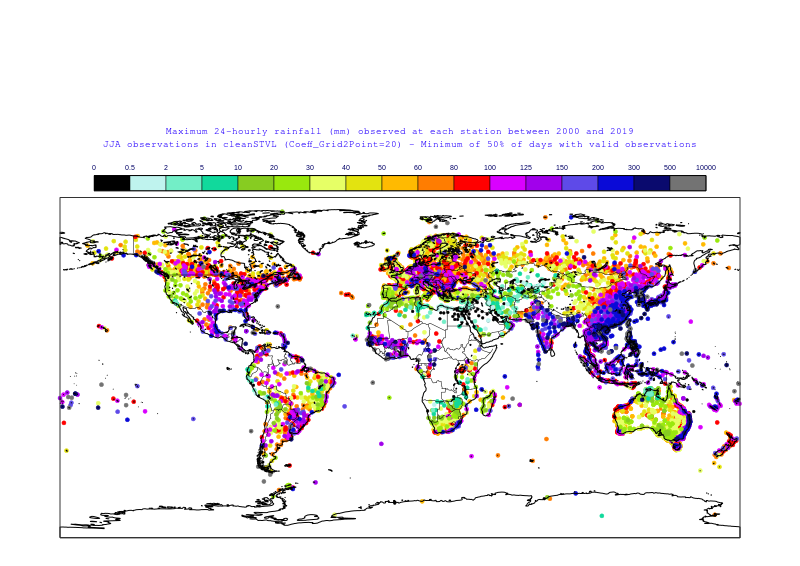 Maximum 24-hourly rainfall (mm) observed at each station between 2000 and 2019
JJA observations in cleanSTVL (Coeff_Grid2Point=20) - Minimum of 50% of days with valid observations
0 0.5 2 5 10 20 30 40 50 60 80 100 125 150 200 300 500 10000